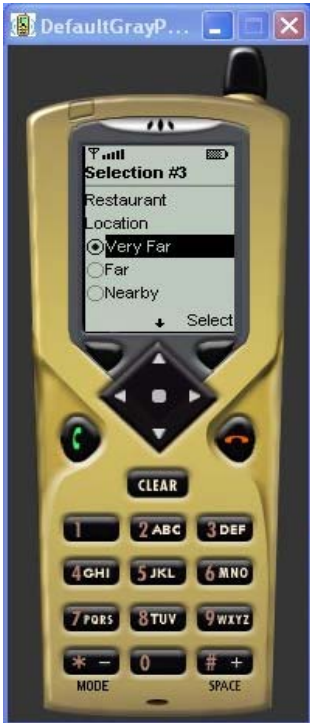 DefaultGrayP...
Selection #3
Restaurant
Location
Very Far
Far
Nearby
Select
CLEAR
1 2 ABC 3 DEF
4 GHI 5 JKL 6 MNO
7 PQRS 8 TUV 9 WXYZ
* - 0 # +
MODE SPACE